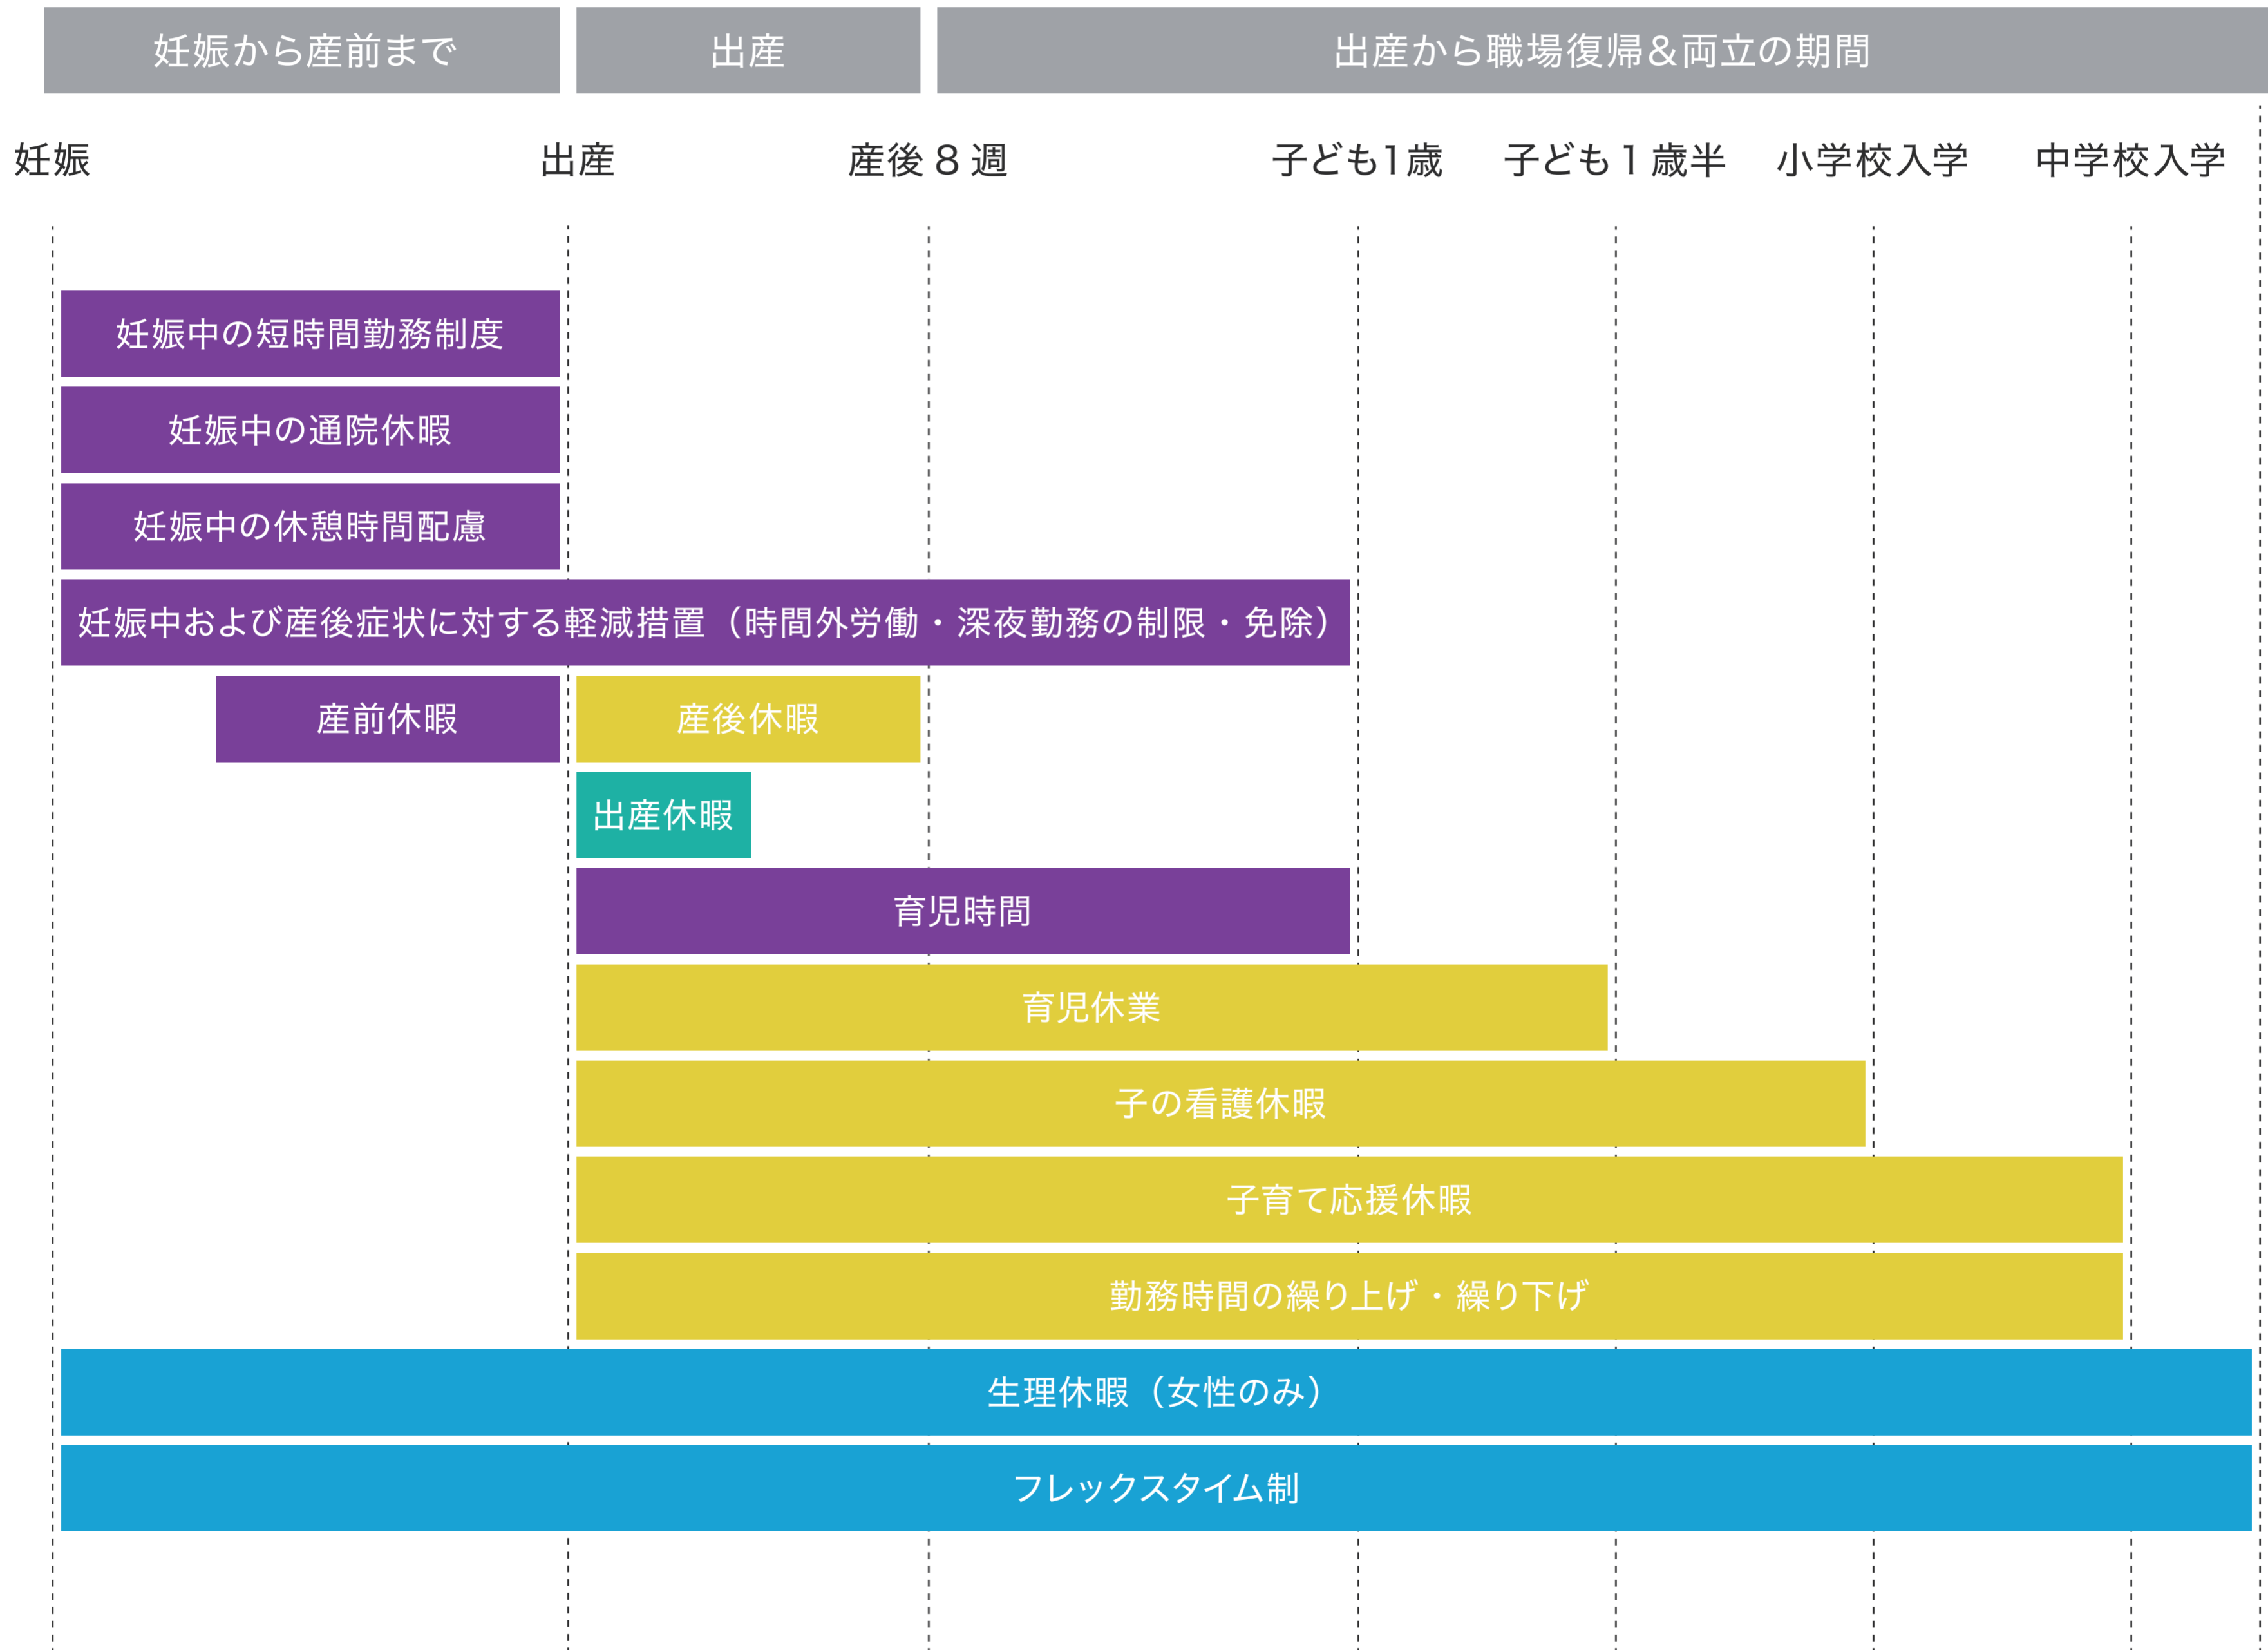 妊娠から産前まで
出産
出産から職場復帰&両立の期間
妊娠
出産
産後 8 週
子ども1歳
子ども 1 歳半
小学校入学
中学校入学
妊娠中の短時間勤務制度
妊娠中の通院休暇
妊娠中の休憩時間配慮
妊娠中および産後症状に対する軽減措置（時間外労働・深夜勤務の制限・免除）
産前休暇
産後休暇
出産休暇
育児時間
育児休業
子の看護休暇
子育て応援休暇
勤務時間の繰り上げ・繰り下げ
生理休暇（女性のみ）
フレックスタイム制